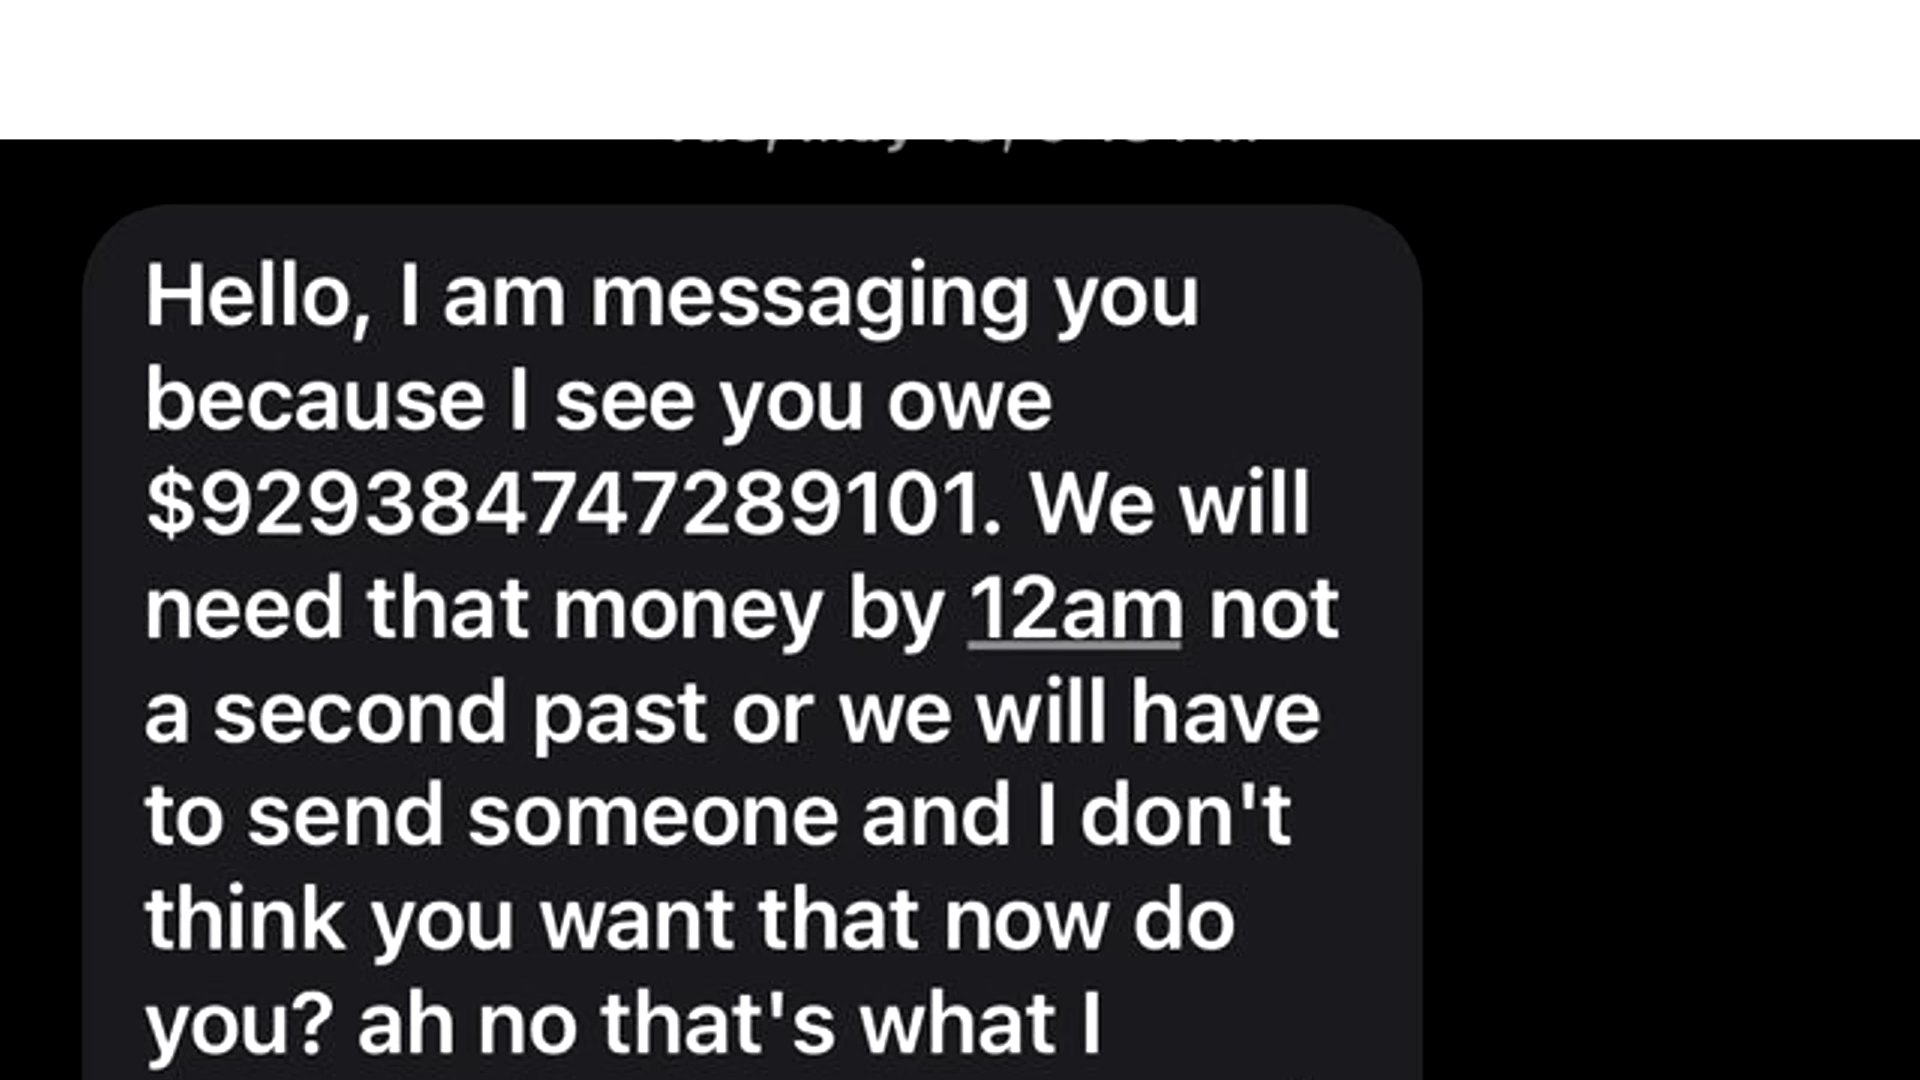 Hello, I am messaging you
because I see you owe
$929384747289101. We will
need that money by 12am not
a second past or we will have
to send someone and I don't
think you want that now do
you? ah no that's what I